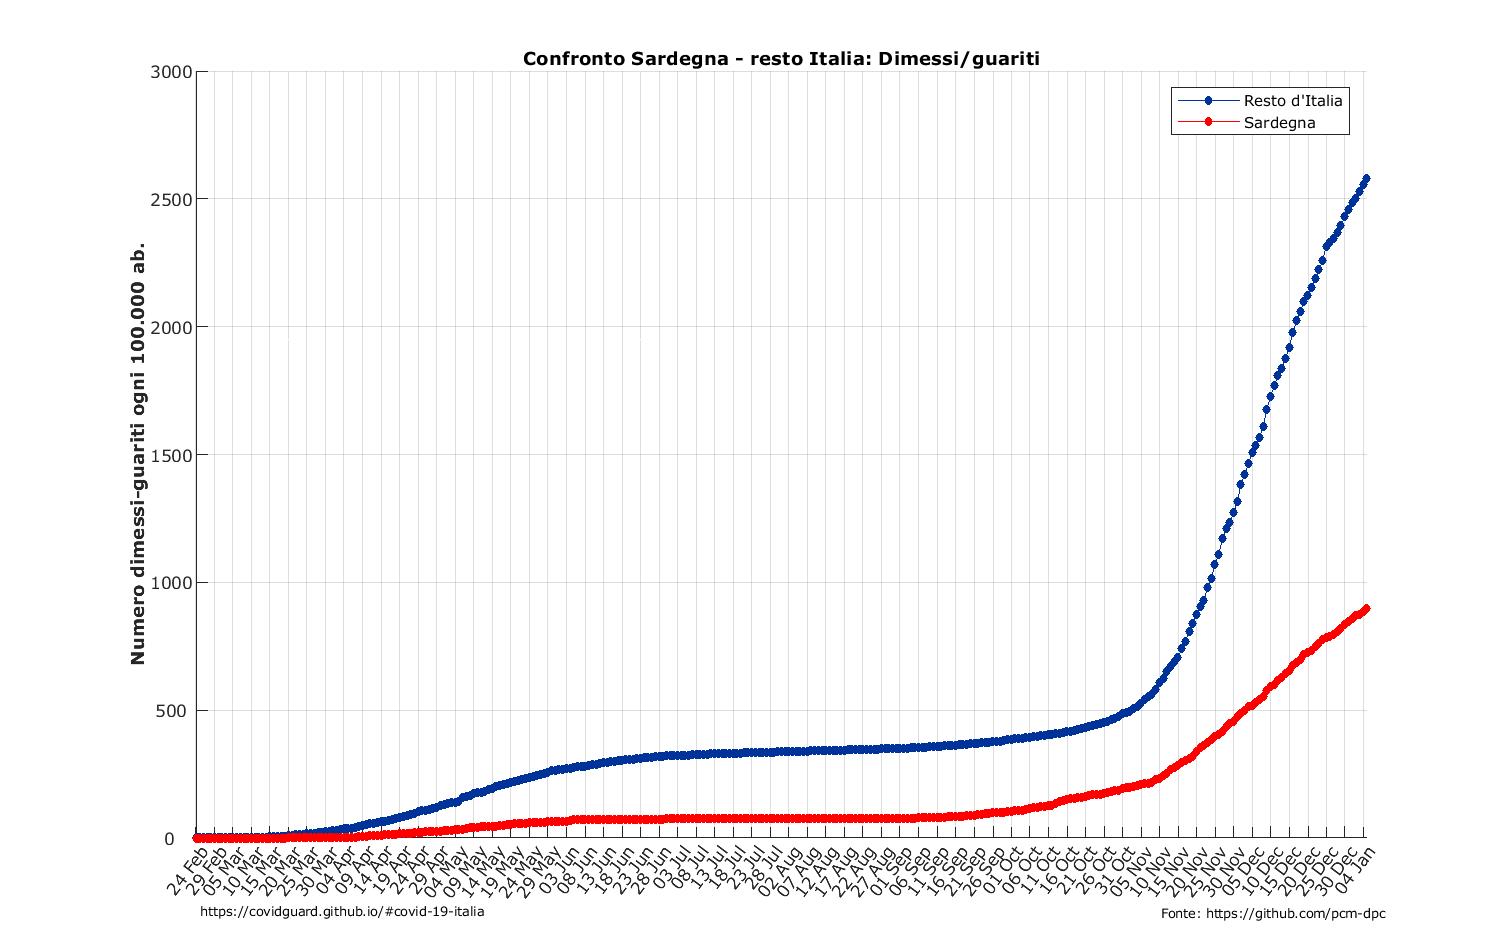 Confronto Sardegna - resto Italia: Dimessi/guariti
Resto d'Italia
Sardegna
Numero dimessi-guariti ogni 100.000 ab.
3000
2500
2000
1500
1000
500
0
24 Feb
29 Feb
05 Mar
10 Mar
15 Mar
20 Mar
25 Mar
30 Mar
04 Apr
09 Apr
14 Apr
19 Apr
24 Apr
29 Apr
04 May
09 May
14 May
19 May
24 May
29 May
03 Jun
08 Jun
13 Jun
18 Jun
23 Jun
28 Jun
03 Jul
08 Jul
13 Jul
18 Jul
23 Jul
28 Jul
02 Aug
07 Aug
12 Aug
17 Aug
22 Aug
27 Aug
01 Sep
06 Sep
11 Sep
16 Sep
21 Sep
26 Sep
01 Oct
06 Oct
11 Oct
16 Oct
21 Oct
26 Oct
31 Oct
05 Nov
10 Nov
15 Nov
20 Nov
25 Nov
30 Nov
05 Dec
10 Dec
15 Dec
20 Dec
25 Dec
30 Dec
04 Jan
https://covidguard.github.io/#covid-19-italia
Fonte: https://github.com/pcm-dpc